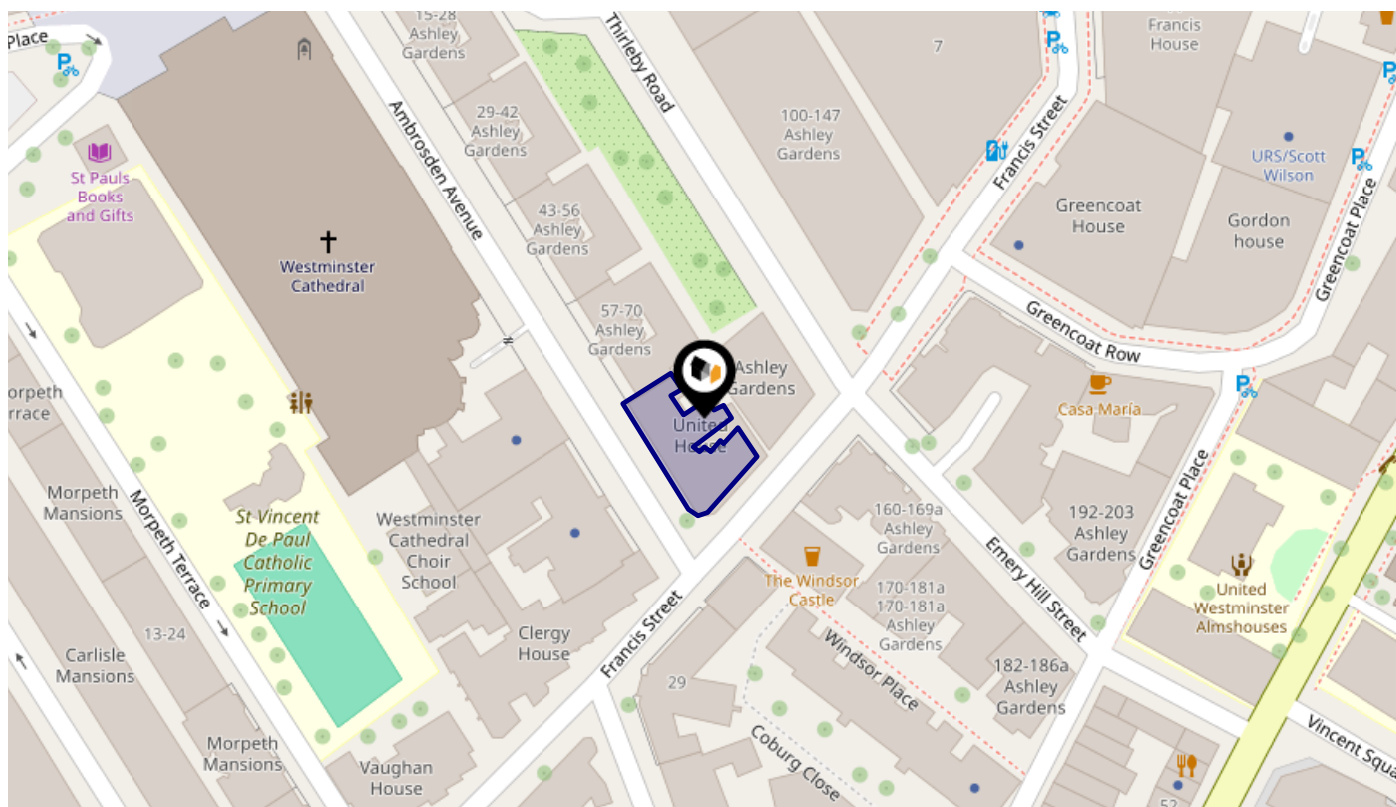 Place
15-28
Ashley
Gardens
Thirleby Road
7
Francis
House
29-42
Ashley
Gardens
Ambrosden Avenue
100-147
Ashley
Gardens
Francis Street
URS/Scott
Wilson
St Pauls
Books
and Gifts
43-56
Ashley
Gardens
Greencoat
House
Gordon
house
Greencoat Place
Westminster
Cathedral
57-70
Ashley
Gardens
Greencoat Row
Ashley
Gardens
United
House
Casa María
orpeth
rrace
Morpeth
Mansions
Morpeth Terrace
St Vincent
De Paul
Catholic
Primary
School
Westminster
Cathedral
Choir
School
160-169a
Ashley
Gardens
192-203
Ashley
Gardens
Greencoat Place
The Windsor
Castle
170-181a
170-181a
Ashley
Gardens
Emery Hill Street
United
Westminster
Almshouses
13-24
Carlisle
Mansions
Clergy
House
Francis Street
29
Windsor Place
182-186a
Ashley
Gardens
Morpeth
Mansions
Vaughan
House
Coburg Close
Vincent Squa
52